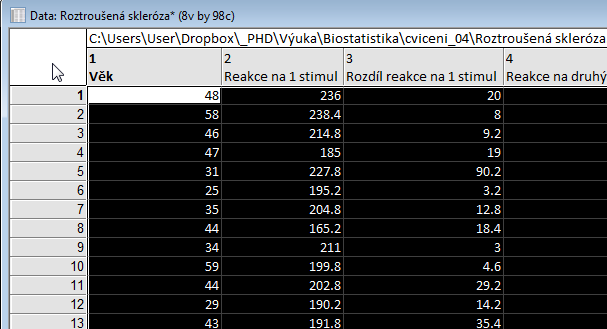 Data: Roztroušená skleróza* (8v by 98c)
C:\Users\User\Dropbox\_PHD\Výuka\Biostatistika\cviceni_04\Roztroušená skleróza
1 2 3 4
Věk Reakce na 1 stimul Rozdíl reakce na 1 stimul Reakce na druhý
1 48 236 20
2 58 238.4 8
3 46 214.8 9.2
4 47 185 19
5 31 227.8 90.2
6 25 195.2 3.2
7 35 204.8 12.8
8 44 165.2 18.4
9 34 211 3
10 59 199.8 4.6
11 44 202.8 29.2
12 29 190.2 14.2
13 43 191.8 35.4